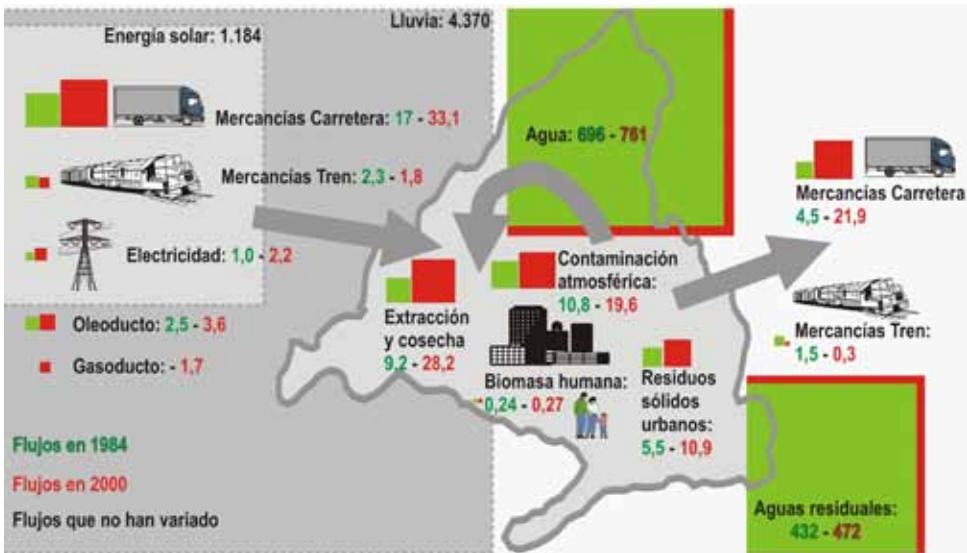 Lluvia: 4.370
Energía solar: 1.184
Mercancías Carretera: 17 - 33,1
Mercancías Tren: 2,3 - 1,8
Electricidad: 1,0 - 2,2
Oleoducto: 2,5 - 3,6
Gasoducto: - 1,7
Flujos en 1984
Flujos en 2000
Flujos que no han variado
Agua: 696 - 761
Extracción
y cosecha
9,2 - 28,2
Contaminación
atmosférica:
10,8 - 19,6
Biomasa humana:
0,24 - 0,27
Residuos
sólidos
urbanos:
5,5 - 10,9
Mercancías Carretera
4,5 - 21,9
Mercancías Tren:
1,5 - 0,3
Aguas residuales:
432 - 472